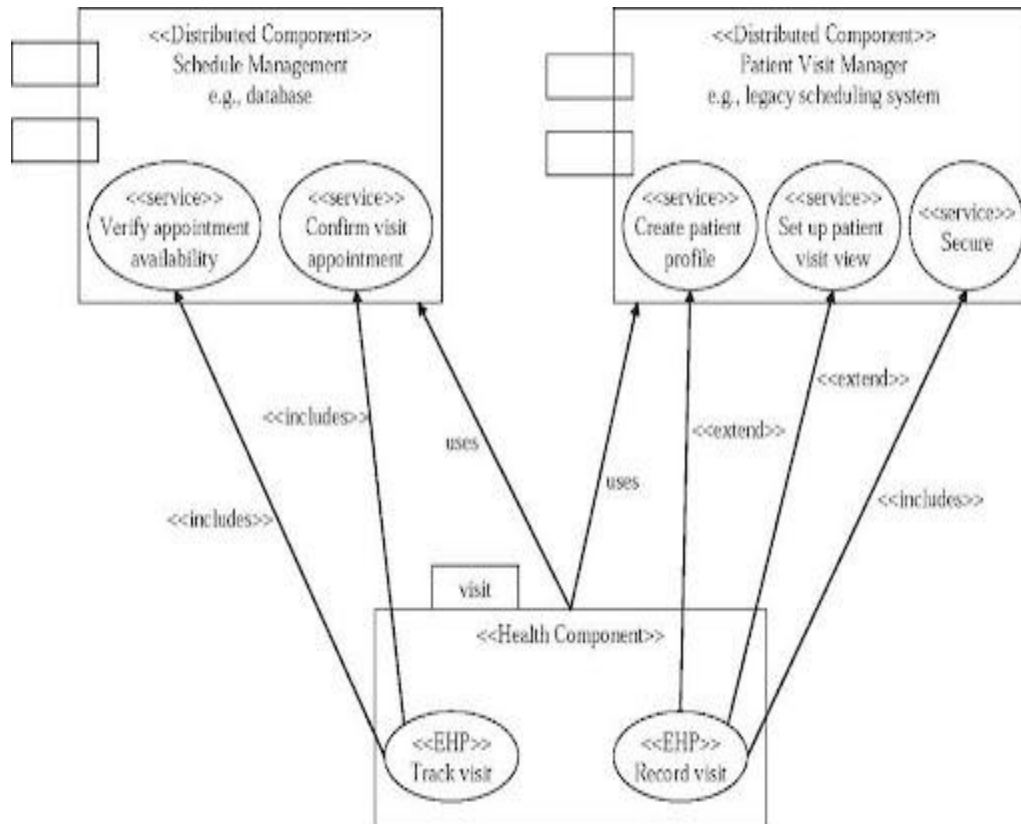 <<Distributed Component>>
Schedule Management
e.g., database
<<Distributed Component>>
Patient Visit Manager
e.g., legacy scheduling system
<<service>>
Verify appointment
availability
<<service>>
Confirm visit
appointment
<<service>>
Create patient
profile
<<service>>
Set up patient
visit view
<<service>>
Secure
<<includes>>
<<includes>>
uses
uses
<<extend>>
<<extend>>
<<includes>>
visit
<<Health Component>>
<<EHP>>
Track visit
<<EHP>>
Record visit